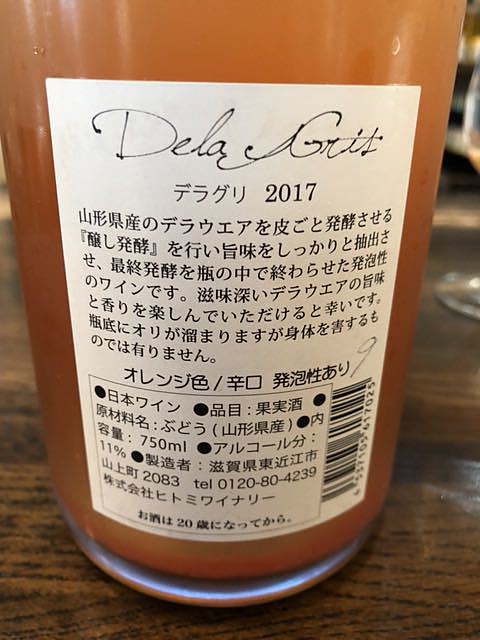 Dela Gris
デラグリ 2017
山形県産のデラウエアを皮ごと発酵させる
『醸し発酵』を行い旨味をしっかりと抽出さ
せ、最終発酵を瓶の中で終わらせた発泡性
のワインです。滋味深いデラウエアの旨味
と香りを楽しんでいただけると幸いです。
瓶底にオリが溜まりますが身体を害するも
のでは有りません。
オレンジ色/辛口 発泡性あり 9
●日本ワイン ●品目:果実酒 ●
原材料名:ぶどう(山形県産)●内
容量:750ml ●アルコール分:
11% ●製造者:滋賀県東近江市
山上町2083 tel 0120-80-4239
株式会社ヒトミワイナリー
お酒は20歳になってから。